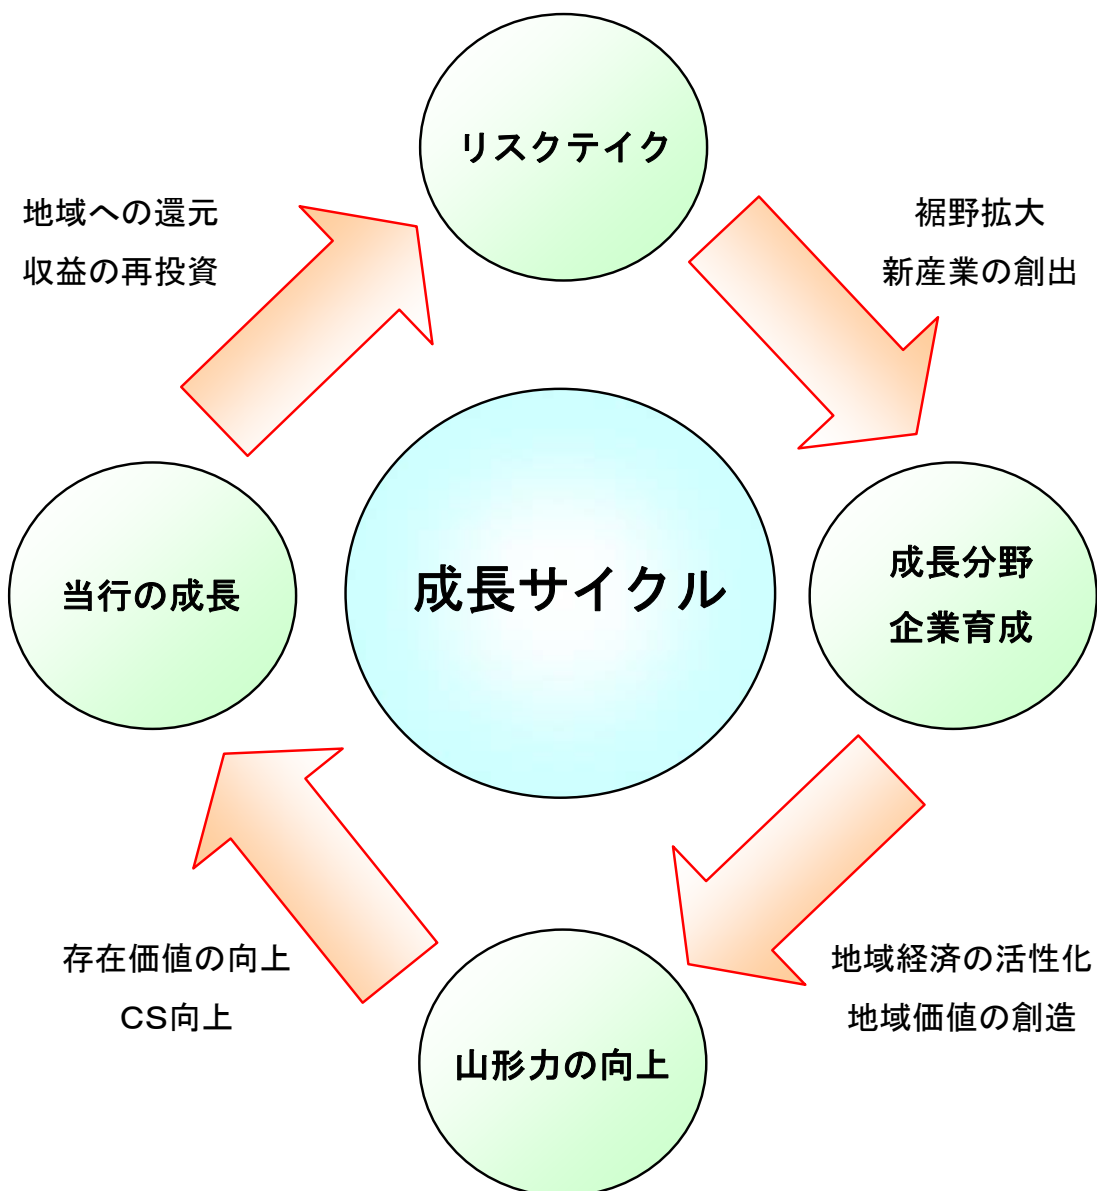 リスクテイク
地域への還元
収益の再投資
裾野拡大
新産業の創出
当行の成長
成長サイクル
成長分野
企業育成
存在価値の向上
CS向上
地域経済の活性化
地域価値の創造
山形力の向上